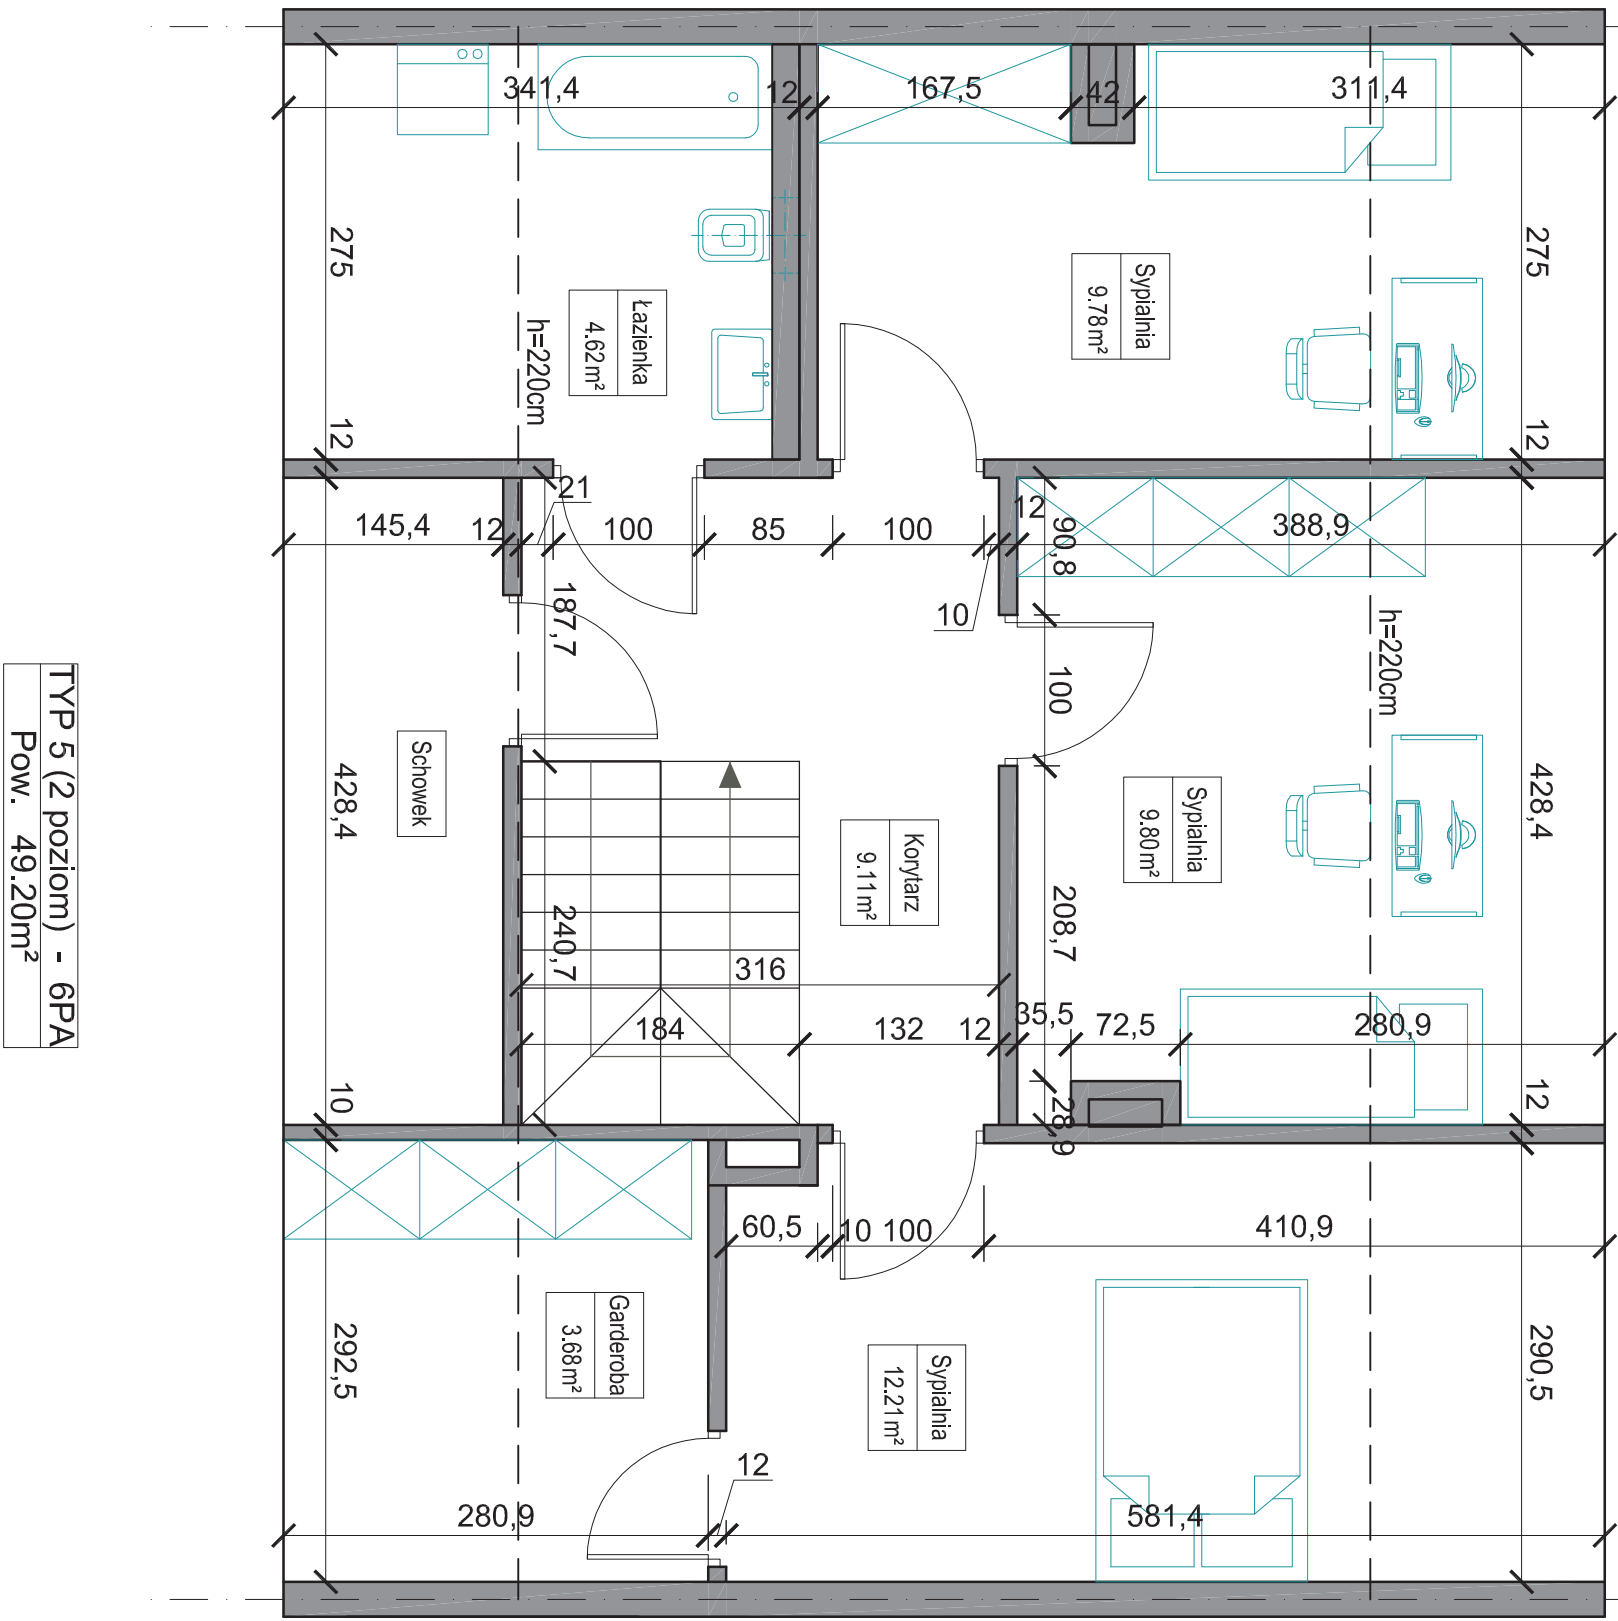 341,4
12
167,5
42
311,4
275
275
Sypialnia
9.78m²
Łazienka
4.62m²
h=220cm
12
12
21
145,4
12
100
85
100
12
90,8
388,9
187,7
10
100
h=220cm
TYP 5 (2 poziom) - 6PA
Pow. 49.20m²
Schowek
428,4
428,4
Sypialnia
9.80m²
Korytarz
9.11m²
240,7
208,7
316
184
132
12
35,5
72,5
280,9
10
12
28,9
60,5
10
100
410,9
292,5
290,5
Garderoba
3.68m²
Sypialnia
12.21m²
12
280,9
581,4